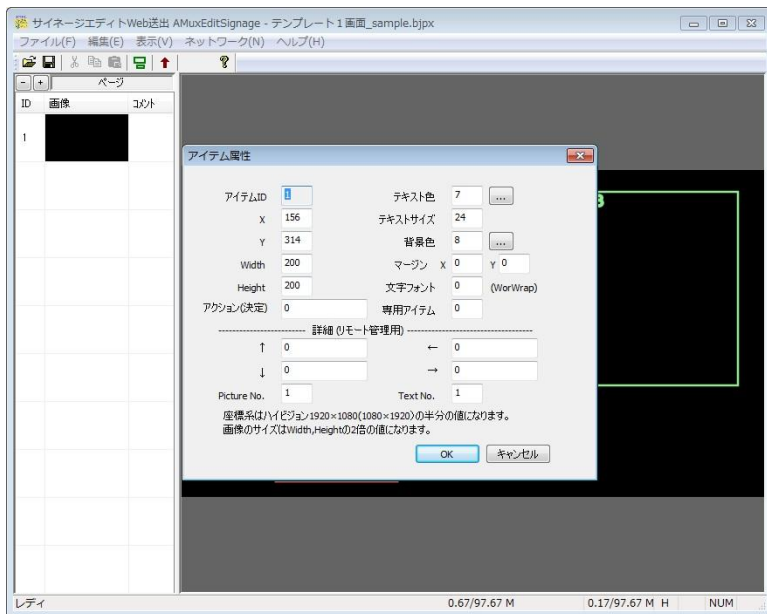 サイネージエディトWeb送出 AMuxEditSignage - テンプレート１画面_sample.bjpx
ファイル(F) 編集(E) 表示(V) ネットワーク(N) ヘルプ(H)
- + ページ
ID 画像 コメント
1
アイテム属性
アイテムID 1 テキスト色 7 ...
X 156 テキストサイズ 24
Y 314 背景色 8 ...
Width 200 マージン X 0 Y 0
Height 200 文字フォント 0 (WorWrap)
アクション(決定) 0 専用アイテム 0
-------------------------- 詳細 (リモート管理用) --------------------------------------
↑ 0 ← 0
↓ 0 → 0
Picture No. 1 Text No. 1
座標系はハイビジョン1920×1080(1080×1920)の半分の値になります。
画像のサイズはWidth,Heightの2倍の値になります。
OK キャンセル
レディ 0.67/97.67 M 0.17/97.67 M H NUM